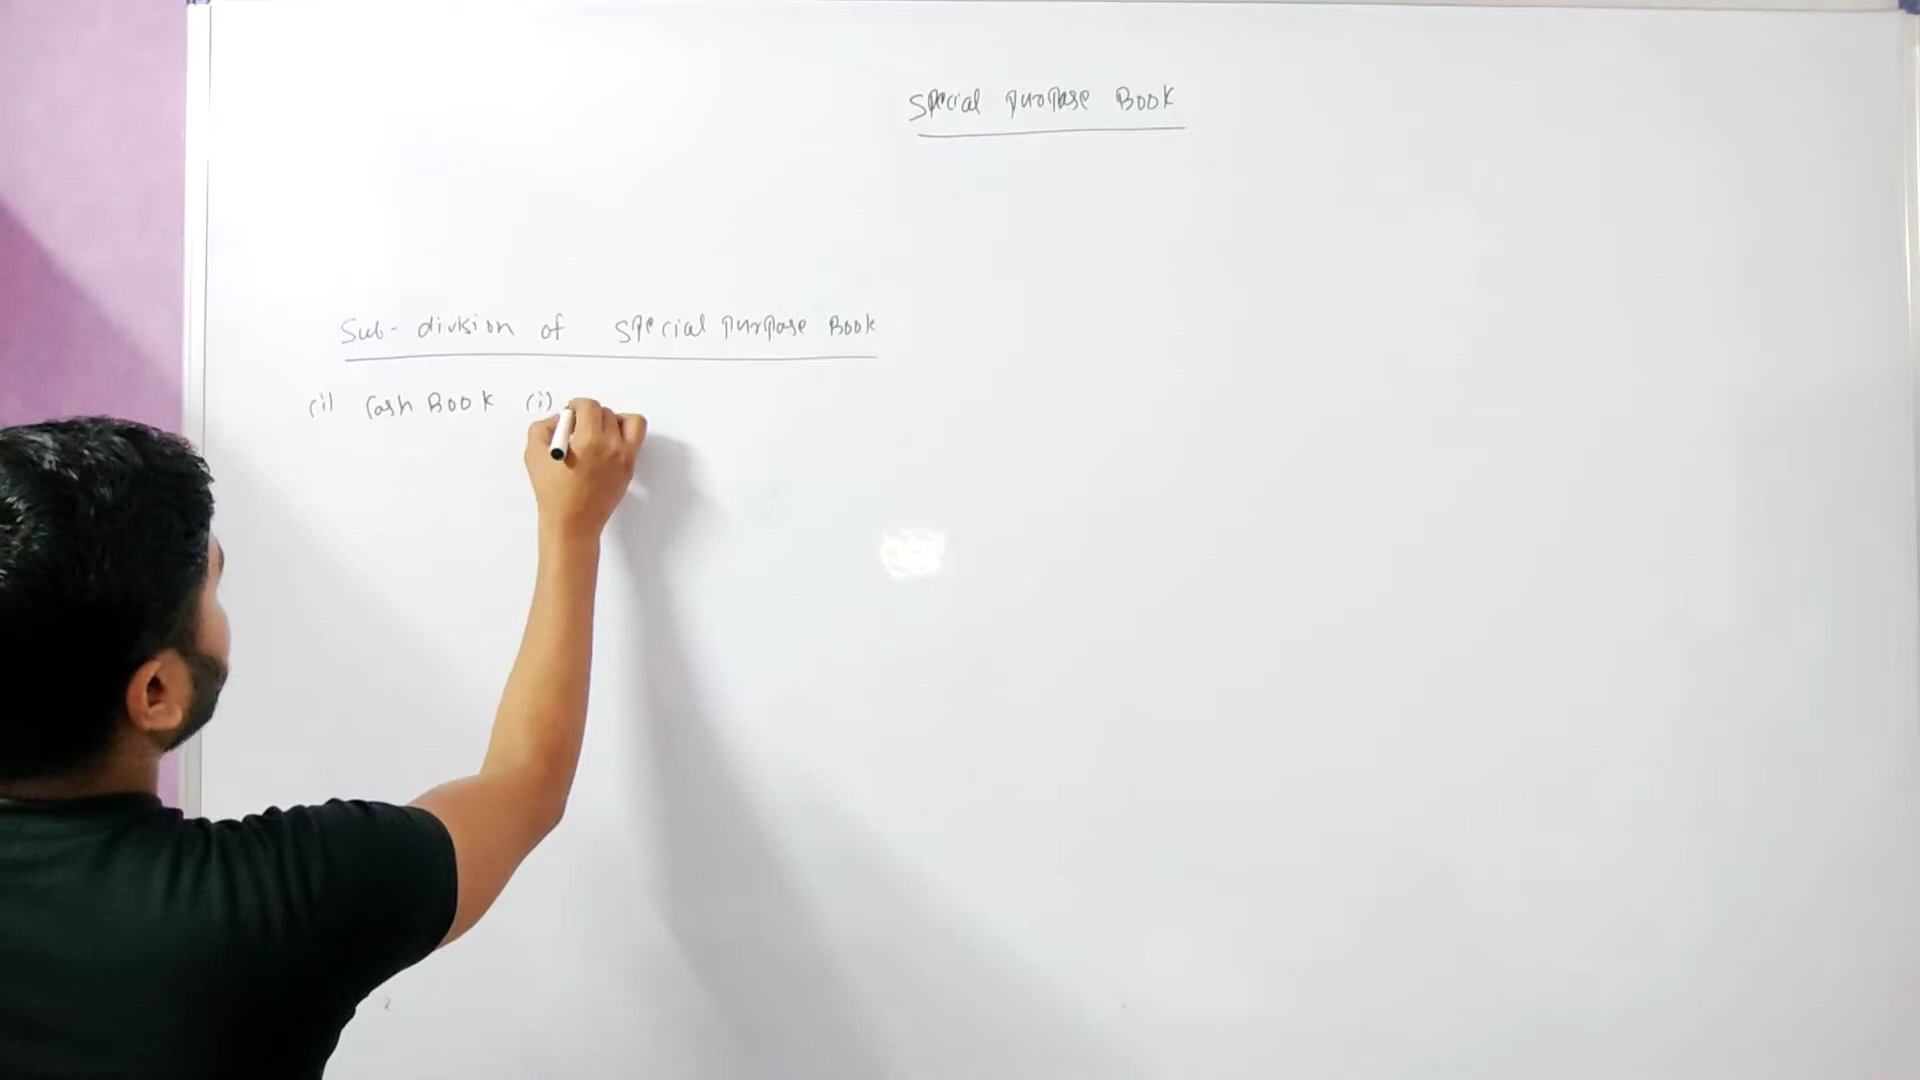 Special Purpose Book
Sub-division of Special Purpose Book
(i) Cash Book (i)